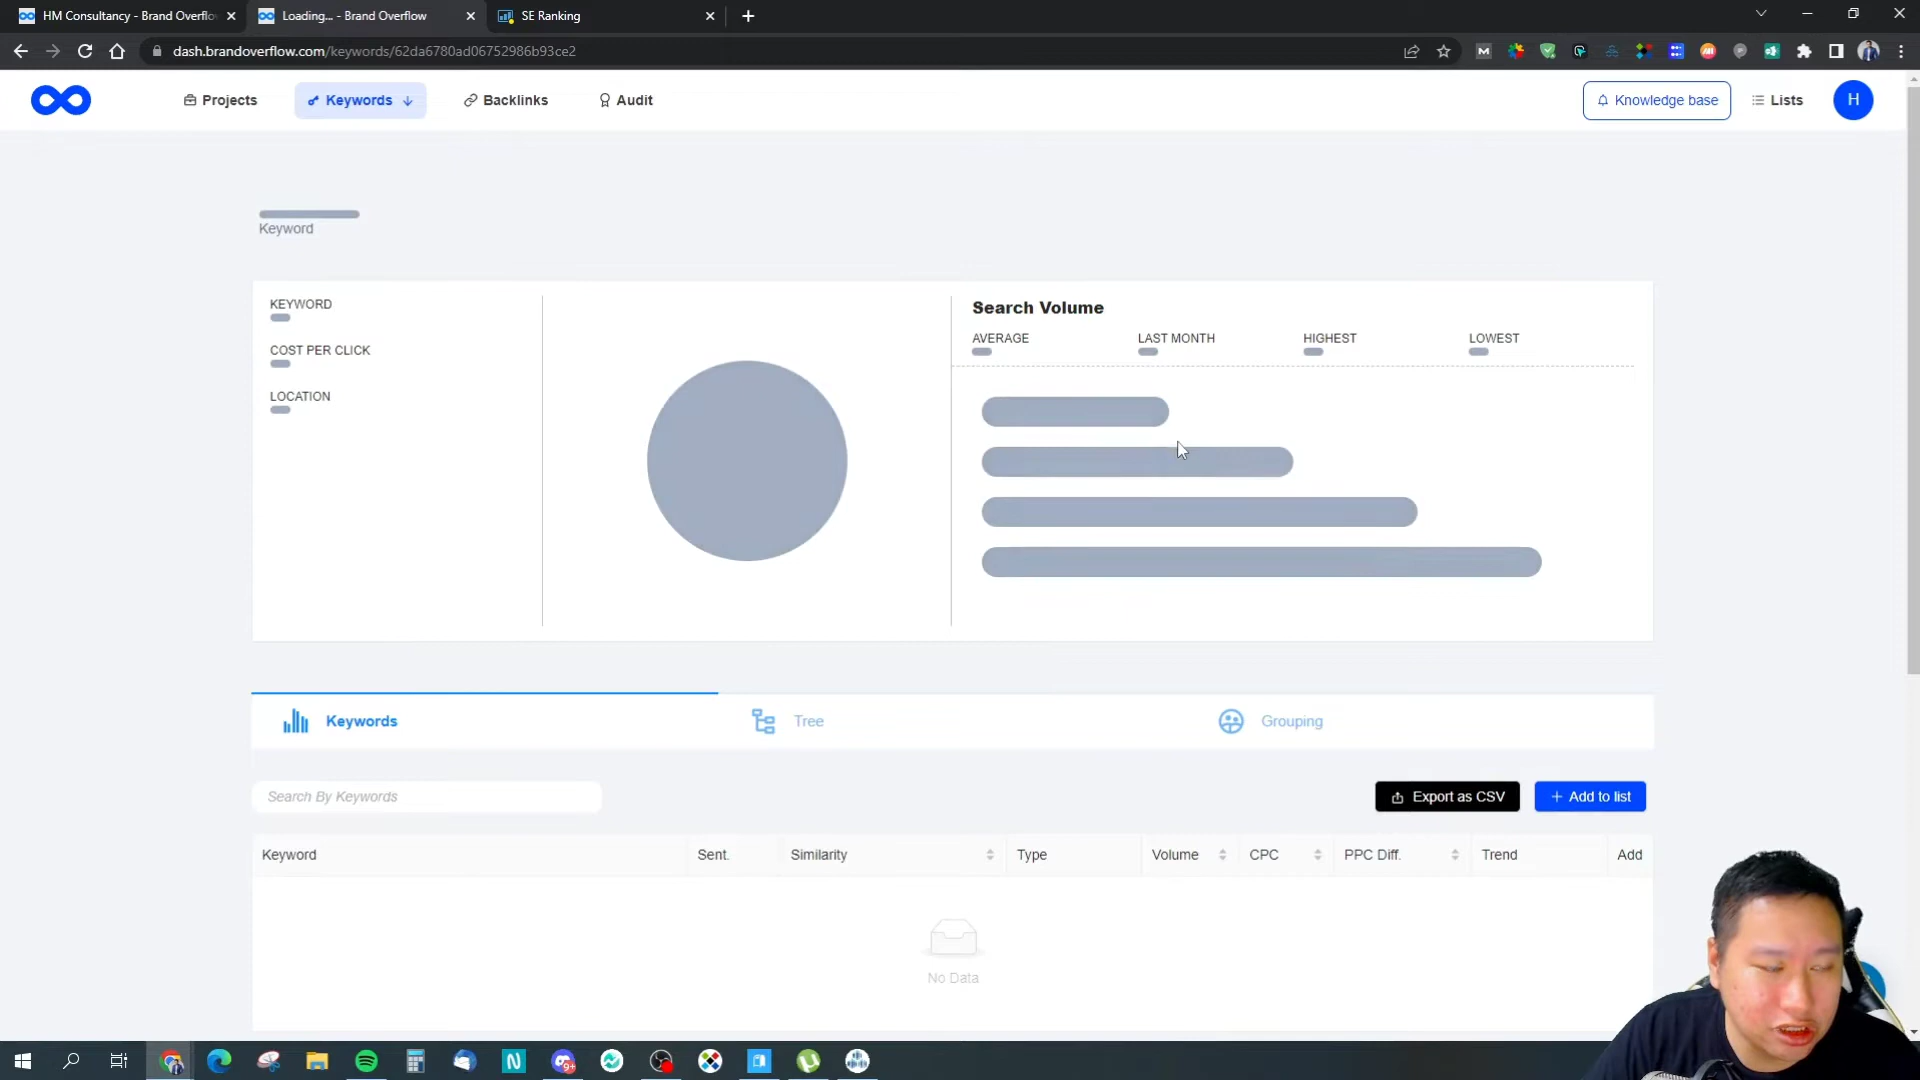 HM Consultancy - Brand Overflo
Loading... - Brand Overflow
SE Ranking
dash.brandoverflow.com/keywords/62da6780ad06752986b93ce2
Projects
Keywords
Backlinks
Audit
Knowledge base
Lists
H
Keyword
KEYWORD
COST PER CLICK
LOCATION
Search Volume
AVERAGE
LAST MONTH
HIGHEST
LOWEST
Keywords
Tree
Grouping
Search By Keywords
Export as CSV
Add to list
Keyword
Sent.
Similarity
Type
Volume
CPC
PPC Diff.
Trend
Add
No Data